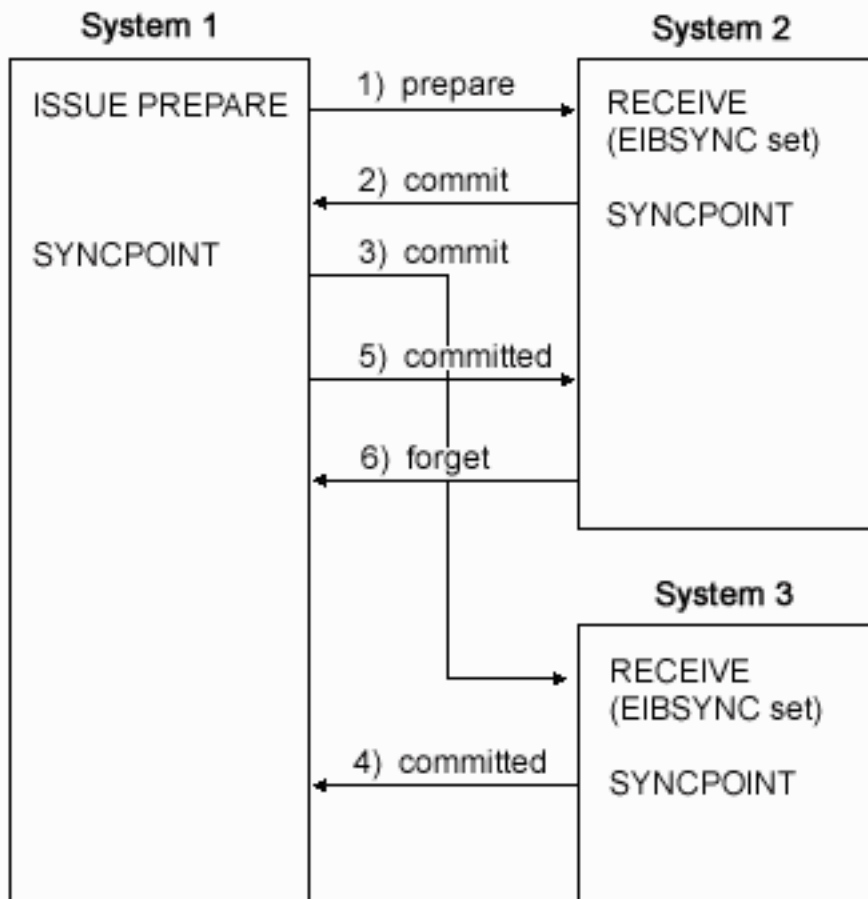 System 1
System 2
ISSUE PREPARE
1) prepare
RECEIVE
(EIBSYNC set)
2) commit
SYNCPOINT
SYNCPOINT
3) commit
5) committed
6) forget
System 3
RECEIVE
(EIBSYNC set)
4) committed
SYNCPOINT